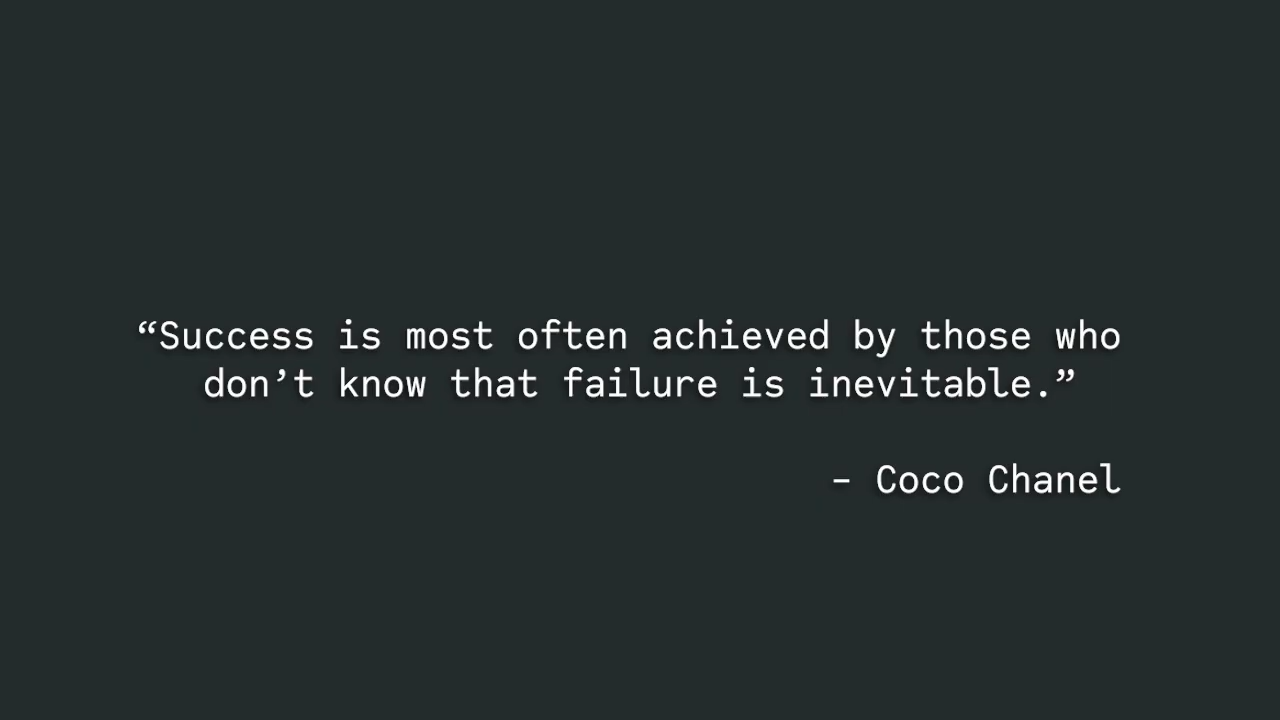 “Success is most often achieved by those who
don’t know that failure is inevitable.”
– Coco Chanel